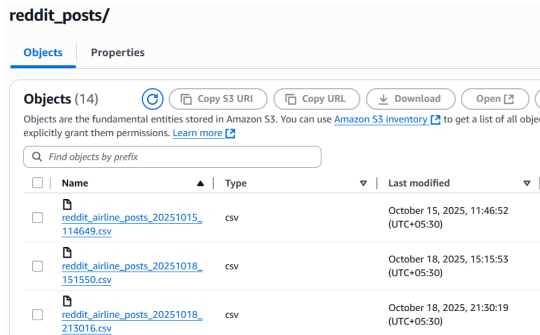 reddit_posts/
Objects Properties
Objects (14) Copy S3 URI Copy URL Download Open
Objects are the fundamental entities stored in Amazon S3. You can use Amazon S3 inventory to get a list of all obje
explicitly grant them permissions. Learn more
Find objects by prefix
Name Type Last modified
reddit_airline_posts_20251015_
114649.csv
csv
October 15, 2025, 11:46:52
(UTC+05:30)
reddit_airline_posts_20251018_
151550.csv
csv
October 18, 2025, 15:15:53
(UTC+05:30)
reddit_airline_posts_20251018_
213016.csv
csv
October 18, 2025, 21:30:19
(UTC+05:30)